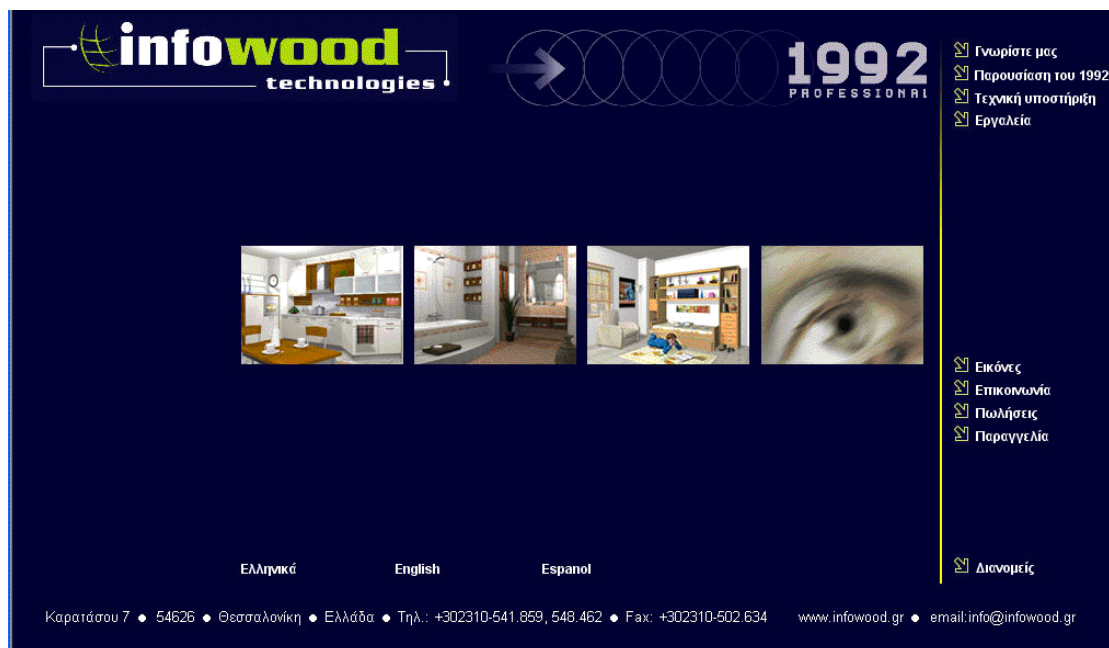 infowood
technologies
1992
PROFESSIONAL
Γνωρίστε μας
Παρουσίαση του 1992
Τεχνική υποστήριξη
Εργαλεία
Εικόνες
Επικοινωνία
Πωλήσεις
Παραγγελία
Διανομείς
Ελληνικά English Espanol
Καρατάσου 7 ● 54626 ● Θεσσαλονίκη ● Ελλάδα ● Τηλ.: +302310-541.859, 548.462 ● Fax: +302310-502.634 www.infowood.gr ● email:info@infowood.gr